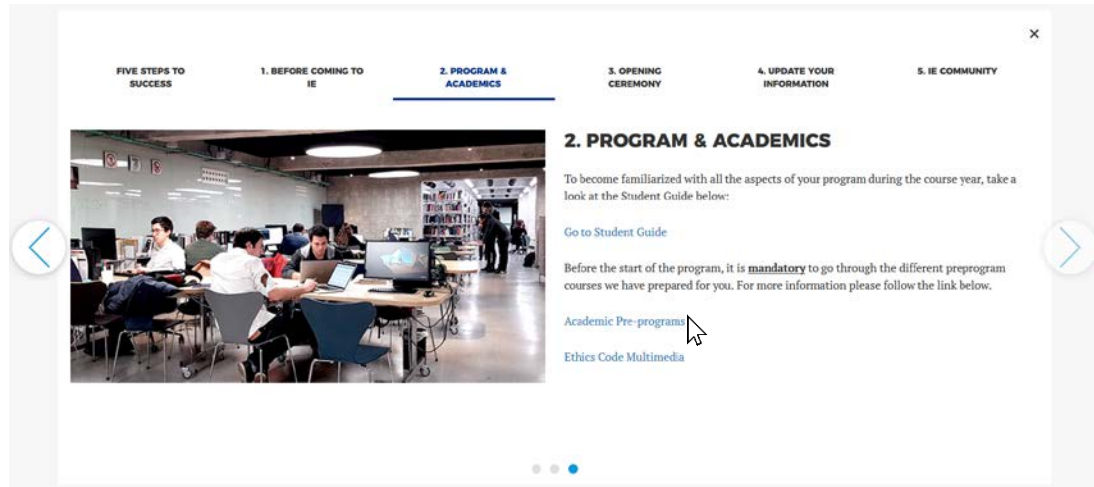 FIVE STEPS TO
SUCCESS
1. BEFORE COMING TO
IE
2. PROGRAM &
ACADEMICS
3. OPENING
CEREMONY
4. UPDATE YOUR
INFORMATION
5. IE COMMUNITY
2. PROGRAM & ACADEMICS
To become familiarized with all the aspects of your program during the course year, take a
look at the Student Guide below:
Go to Student Guide
Before the start of the program, it is mandatory to go through the different preprogram
courses we have prepared for you. For more information please follow the link below.
Academic Pre-programs
Ethics Code Multimedia